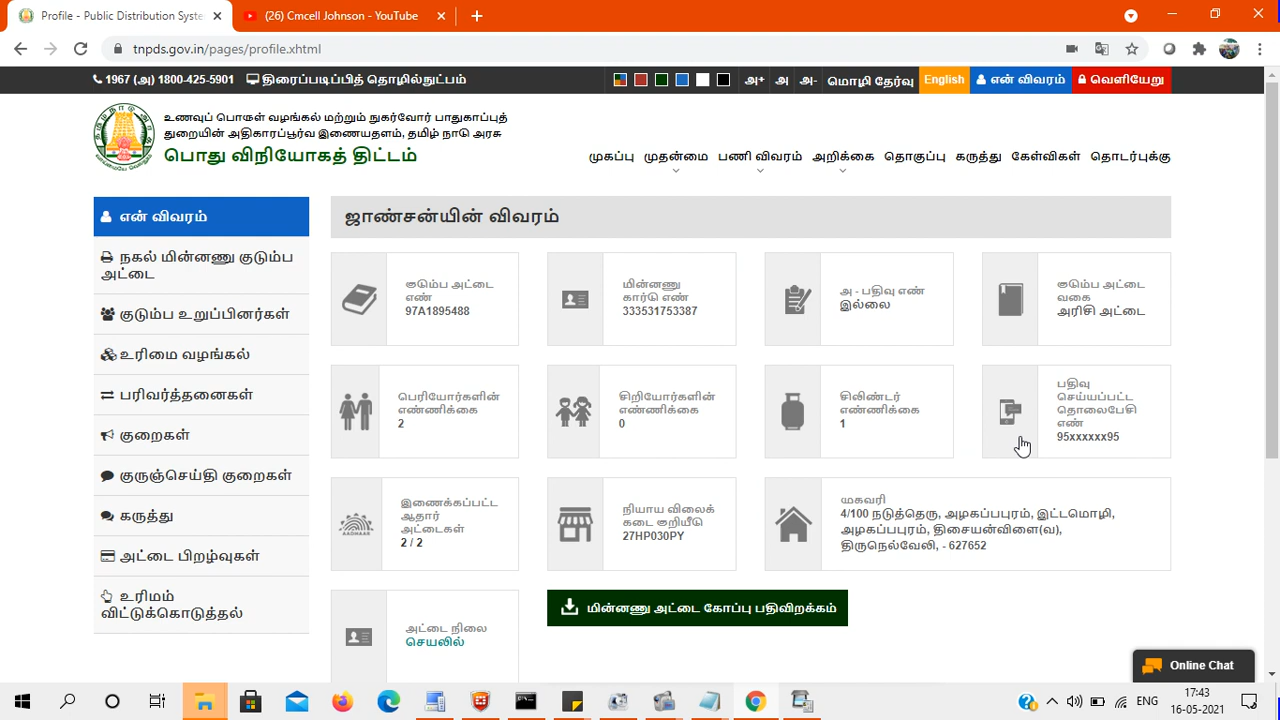 Profile - Public Distribution Syste
(26) Cmcell Johnson - YouTube
tnpds.gov.in/pages/profile.xhtml
1967 (அ) 1800-425-5901 திரைப்படிப்பித் தொழில்நுட்பம்
அ+ அ அ- மொழி தேர்வு English என் விவரம் வெளியேறு
உணவுப் பொருள் வழங்கல் மற்றும் நுகர்வோர் பாதுகாப்புத்
துறையின் அதிகாரப்பூர்வ இணையதளம், தமிழ் நாடு அரசு
பொது விநியோகத் திட்டம்
முகப்பு முதன்மை பணி விவரம் அறிக்கை தொகுப்பு கருத்து கேள்விகள் தொடர்புக்கு
என் விவரம்
நகல் மின்னணு குடும்ப
அட்டை
குடும்ப உறுப்பினர்கள்
உரிமை வழங்கல்
பரிவர்த்தனைகள்
குறைகள்
குருஞ்செய்தி குறைகள்
கருத்து
அட்டை பிறழ்வுகள்
உரிமம்
விட்டுக்கொடுத்தல்
ஜாண்சன்யின் விவரம்
குடும்ப அட்டை
எண்
97A1895488
மின்னணு
கார்டு எண்
333531753387
அ - பதிவு எண்
இல்லை
குடும்ப அட்டை
வகை
அரிசி அட்டை
பெரியோர்களின்
எண்ணிக்கை
2
சிறியோர்களின்
எண்ணிக்கை
0
சிலிண்டர்
எண்ணிக்கை
1
பதிவு
செய்யப்பட்ட
தொலைபேசி
எண்
95xxxxxx95
இணைக்கப்பட்ட
ஆதார்
அட்டைகள்
2 / 2
AADHAAR
நியாய விலைக்
கடை குறியீடு
27HP030PY
முகவரி
4/100 நடுத்தெரு, அழகப்பபுரம், இட்டமொழி,
அழகப்பபுரம், திசையன்விளை(வ),
திருநெல்வேலி, - 627652
அட்டை நிலை
செயலில்
மின்னணு அட்டை கோப்பு பதிவிறக்கம்
Online Chat
ENG
17:43
16-05-2021